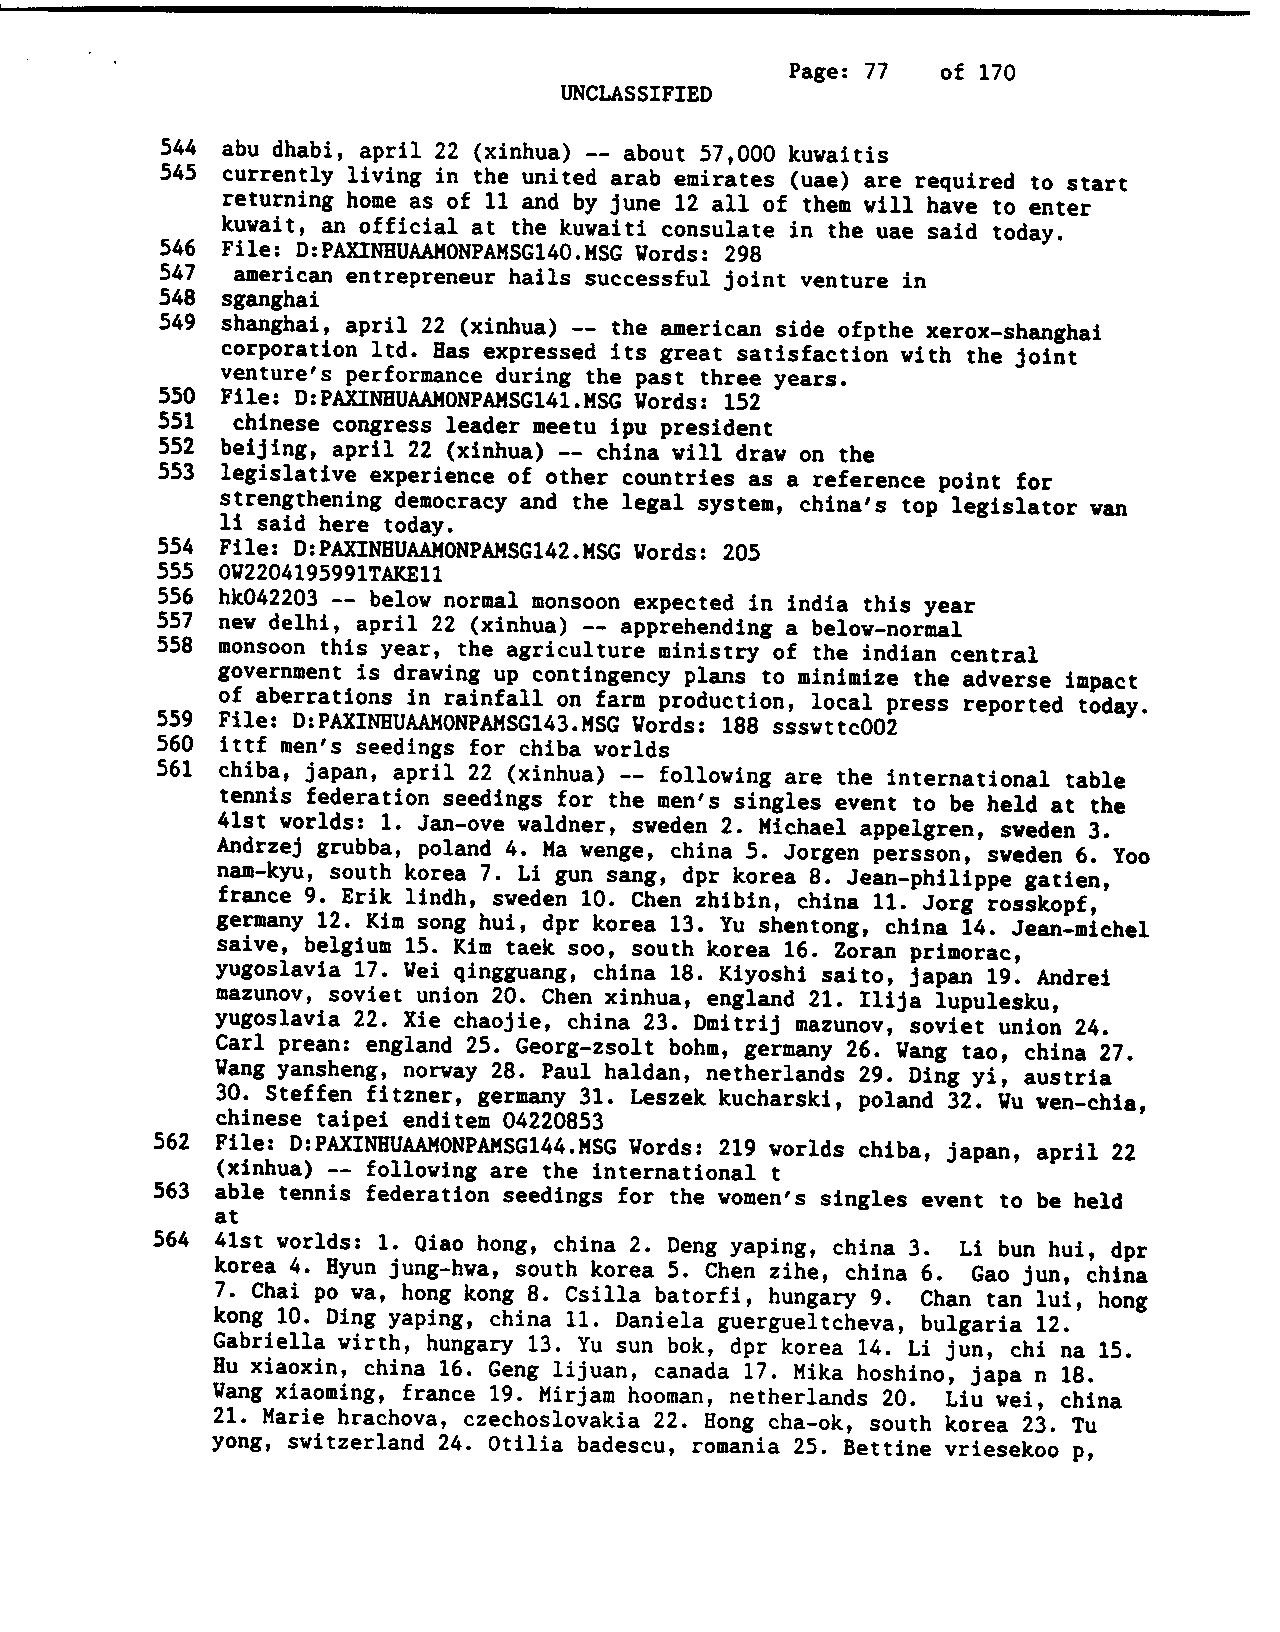 Page: 77 of 170
UNCLASSIFIED
544 abu dhabi, april 22 (xinhua) -- about 57,000 kuwaitis
545 currently living in the united arab emirates (uae) are required to start
returning home as of 11 and by june 12 all of them will have to enter
kuwait, an official at the kuwaiti consulate in the uae said today.
546 File: D:PAXINHUAAMONPAMSG140.MSG Words: 298
547 american entrepreneur hails successful joint venture in
548 sganghai
549 shanghai, april 22 (xinhua) -- the american side ofpthe xerox-shanghai
corporation ltd. Has expressed its great satisfaction with the joint
venture's performance during the past three years.
550 File: D:PAXINHUAAMONPAMSG141.MSG Words: 152
551 chinese congress leader meetu ipu president
552 beijing, april 22 (xinhua) -- china will draw on the
553 legislative experience of other countries as a reference point for
strengthening democracy and the legal system, china's top legislator wan
li said here today.
554 File: D:PAXINHUAAMONPAMSG142.MSG Words: 205
555 OW2204195991TAKE11
556 hk042203 -- below normal monsoon expected in india this year
557 new delhi, april 22 (xinhua) -- apprehending a below-normal
558 monsoon this year, the agriculture ministry of the indian central
government is drawing up contingency plans to minimize the adverse impact
of aberrations in rainfall on farm production, local press reported today.
559 File: D:PAXINHUAAMONPAMSG143.MSG Words: 188 ssswttc002
560 ittf men's seedings for chiba worlds
561 chiba, japan, april 22 (xinhua) -- following are the international table
tennis federation seedings for the men's singles event to be held at the
41st worlds: 1. Jan-ove waldner, sweden 2. Michael appelgren, sweden 3.
Andrzej grubba, poland 4. Ma wenge, china 5. Jorgen persson, sweden 6. Yoo
nam-kyu, south korea 7. Li gun sang, dpr korea 8. Jean-philippe gatien,
france 9. Erik lindh, sweden 10. Chen zhibin, china 11. Jorg rosskopf,
germany 12. Kim song hui, dpr korea 13. Yu shentong, china 14. Jean-michel
saive, belgium 15. Kim taek soo, south korea 16. Zoran primorac,
yugoslavia 17. Wei qingguang, china 18. Kiyoshi saito, japan 19. Andrei
mazunov, soviet union 20. Chen xinhua, england 21. Ilija lupulesku,
yugoslavia 22. Xie chaojie, china 23. Dmitrij mazunov, soviet union 24.
Carl prean: england 25. Georg-zsolt bohm, germany 26. Wang tao, china 27.
Wang yansheng, norway 28. Paul haldan, netherlands 29. Ding yi, austria
30. Steffen fitzner, germany 31. Leszek kucharski, poland 32. Wu wen-chia,
chinese taipei enditem 04220853
562 File: D:PAXINHUAAMONPAMSG144.MSG Words: 219 worlds chiba, japan, april 22
(xinhua) -- following are the international t
563 able tennis federation seedings for the women's singles event to be held
at
564 41st worlds: 1. Qiao hong, china 2. Deng yaping, china 3. Li bun hui, dpr
korea 4. Hyun jung-hwa, south korea 5. Chen zihe, china 6. Gao jun, china
7. Chai po wa, hong kong 8. Csilla batorfi, hungary 9. Chan tan lui, hong
kong 10. Ding yaping, china 11. Daniela guergueltcheva, bulgaria 12.
Gabriella wirth, hungary 13. Yu sun bok, dpr korea 14. Li jun, chi na 15.
Hu xiaoxin, china 16. Geng lijuan, canada 17. Mika hoshino, japa n 18.
Wang xiaoming, france 19. Mirjam hooman, netherlands 20. Liu wei, china
21. Marie hrachova, czechoslovakia 22. Hong cha-ok, south korea 23. Tu
yong, switzerland 24. Otilia badescu, romania 25. Bettine vriesekoo p,